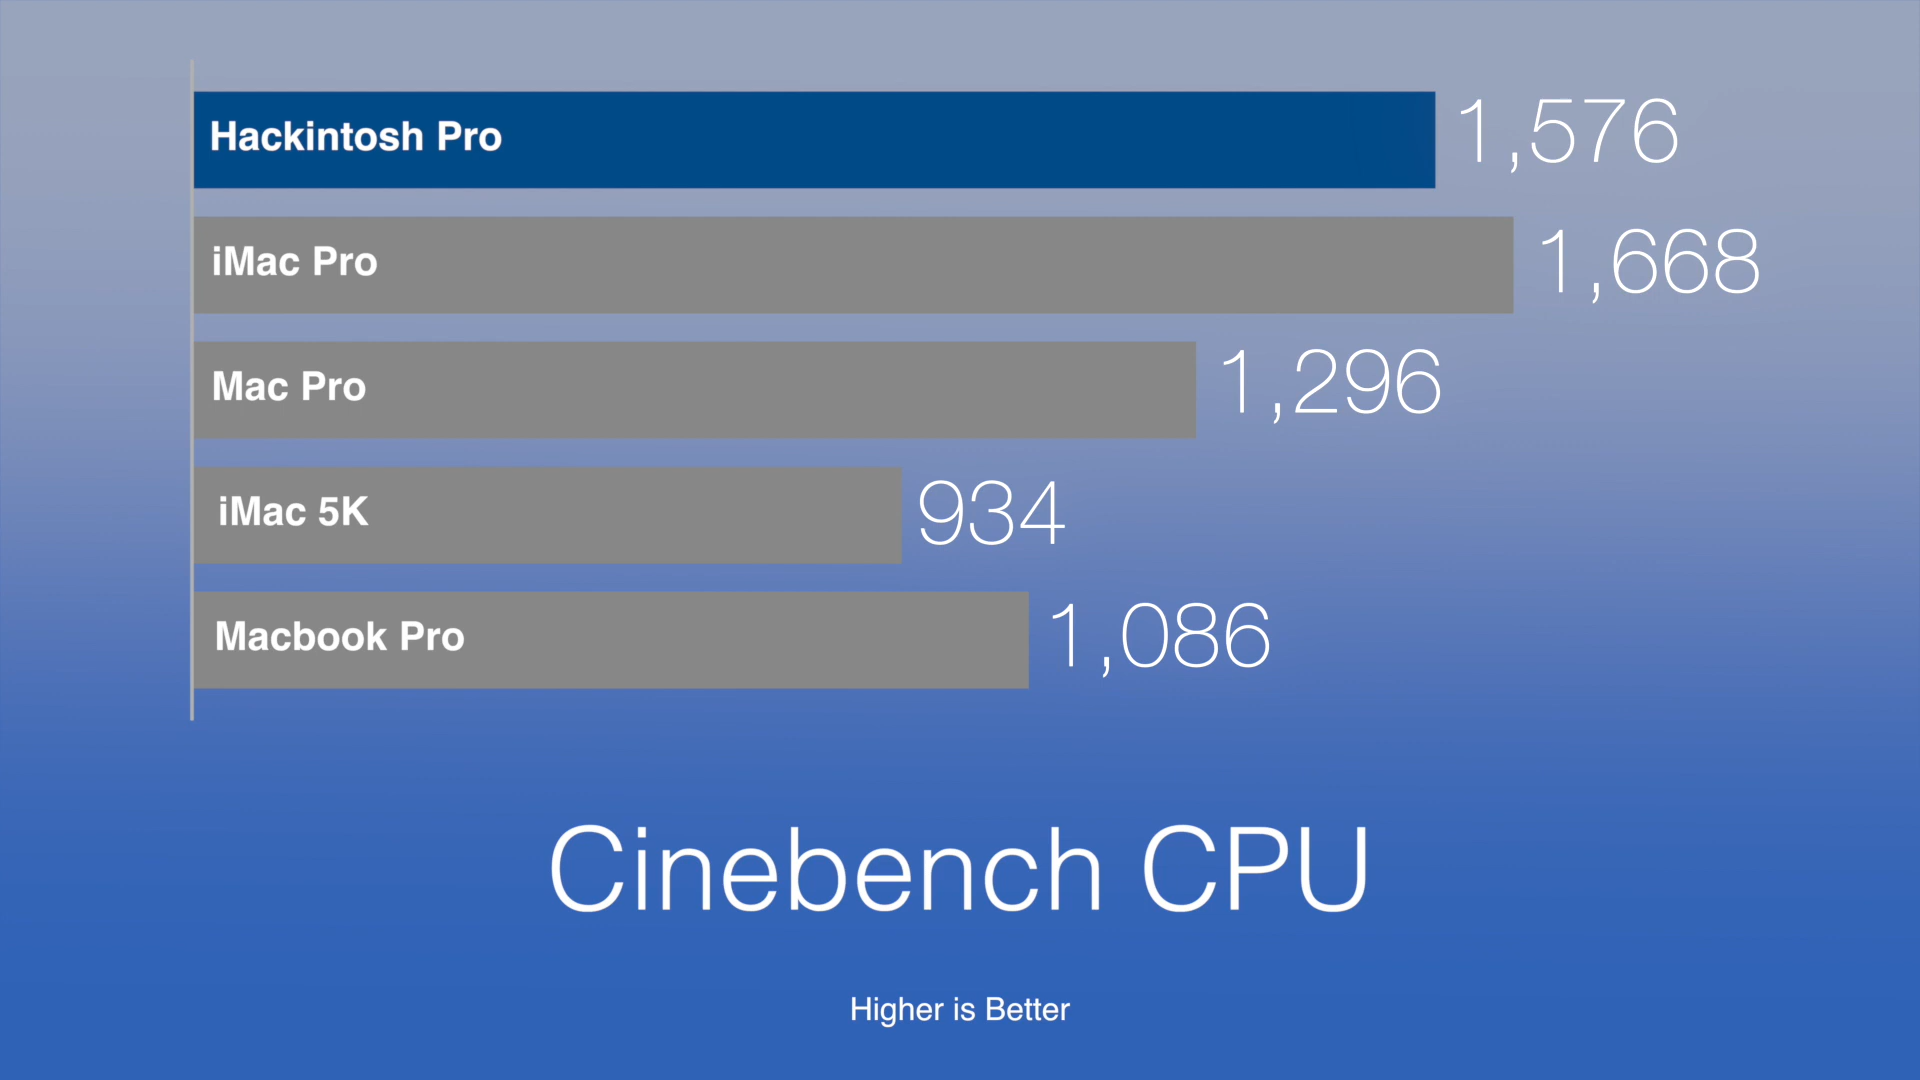 Hackintosh Pro 1,576
iMac Pro 1,668
Mac Pro 1,296
iMac 5K 934
Macbook Pro 1,086
Cinebench CPU
Higher is Better